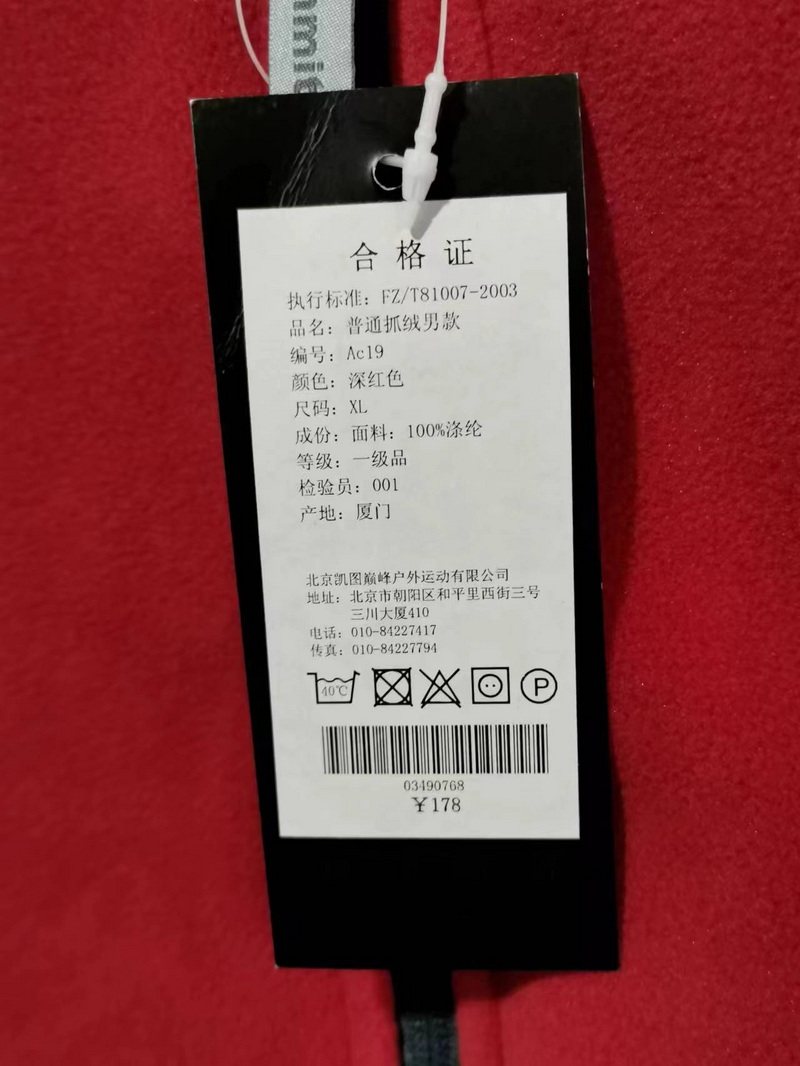 合格证
执行标准：FZ/T81007-2003
品名：普通抓绒男款
编号：Ac19
颜色：深红色
尺码：XL
成份：面料：100%涤纶
等级：一级品
检验员：001
产地：厦门
北京凯图巅峰户外运动有限公司
地址：北京市朝阳区和平里西街三号
三川大厦410
电话：010-84227417
传真：010-84227794
40℃
P
03490768
￥178